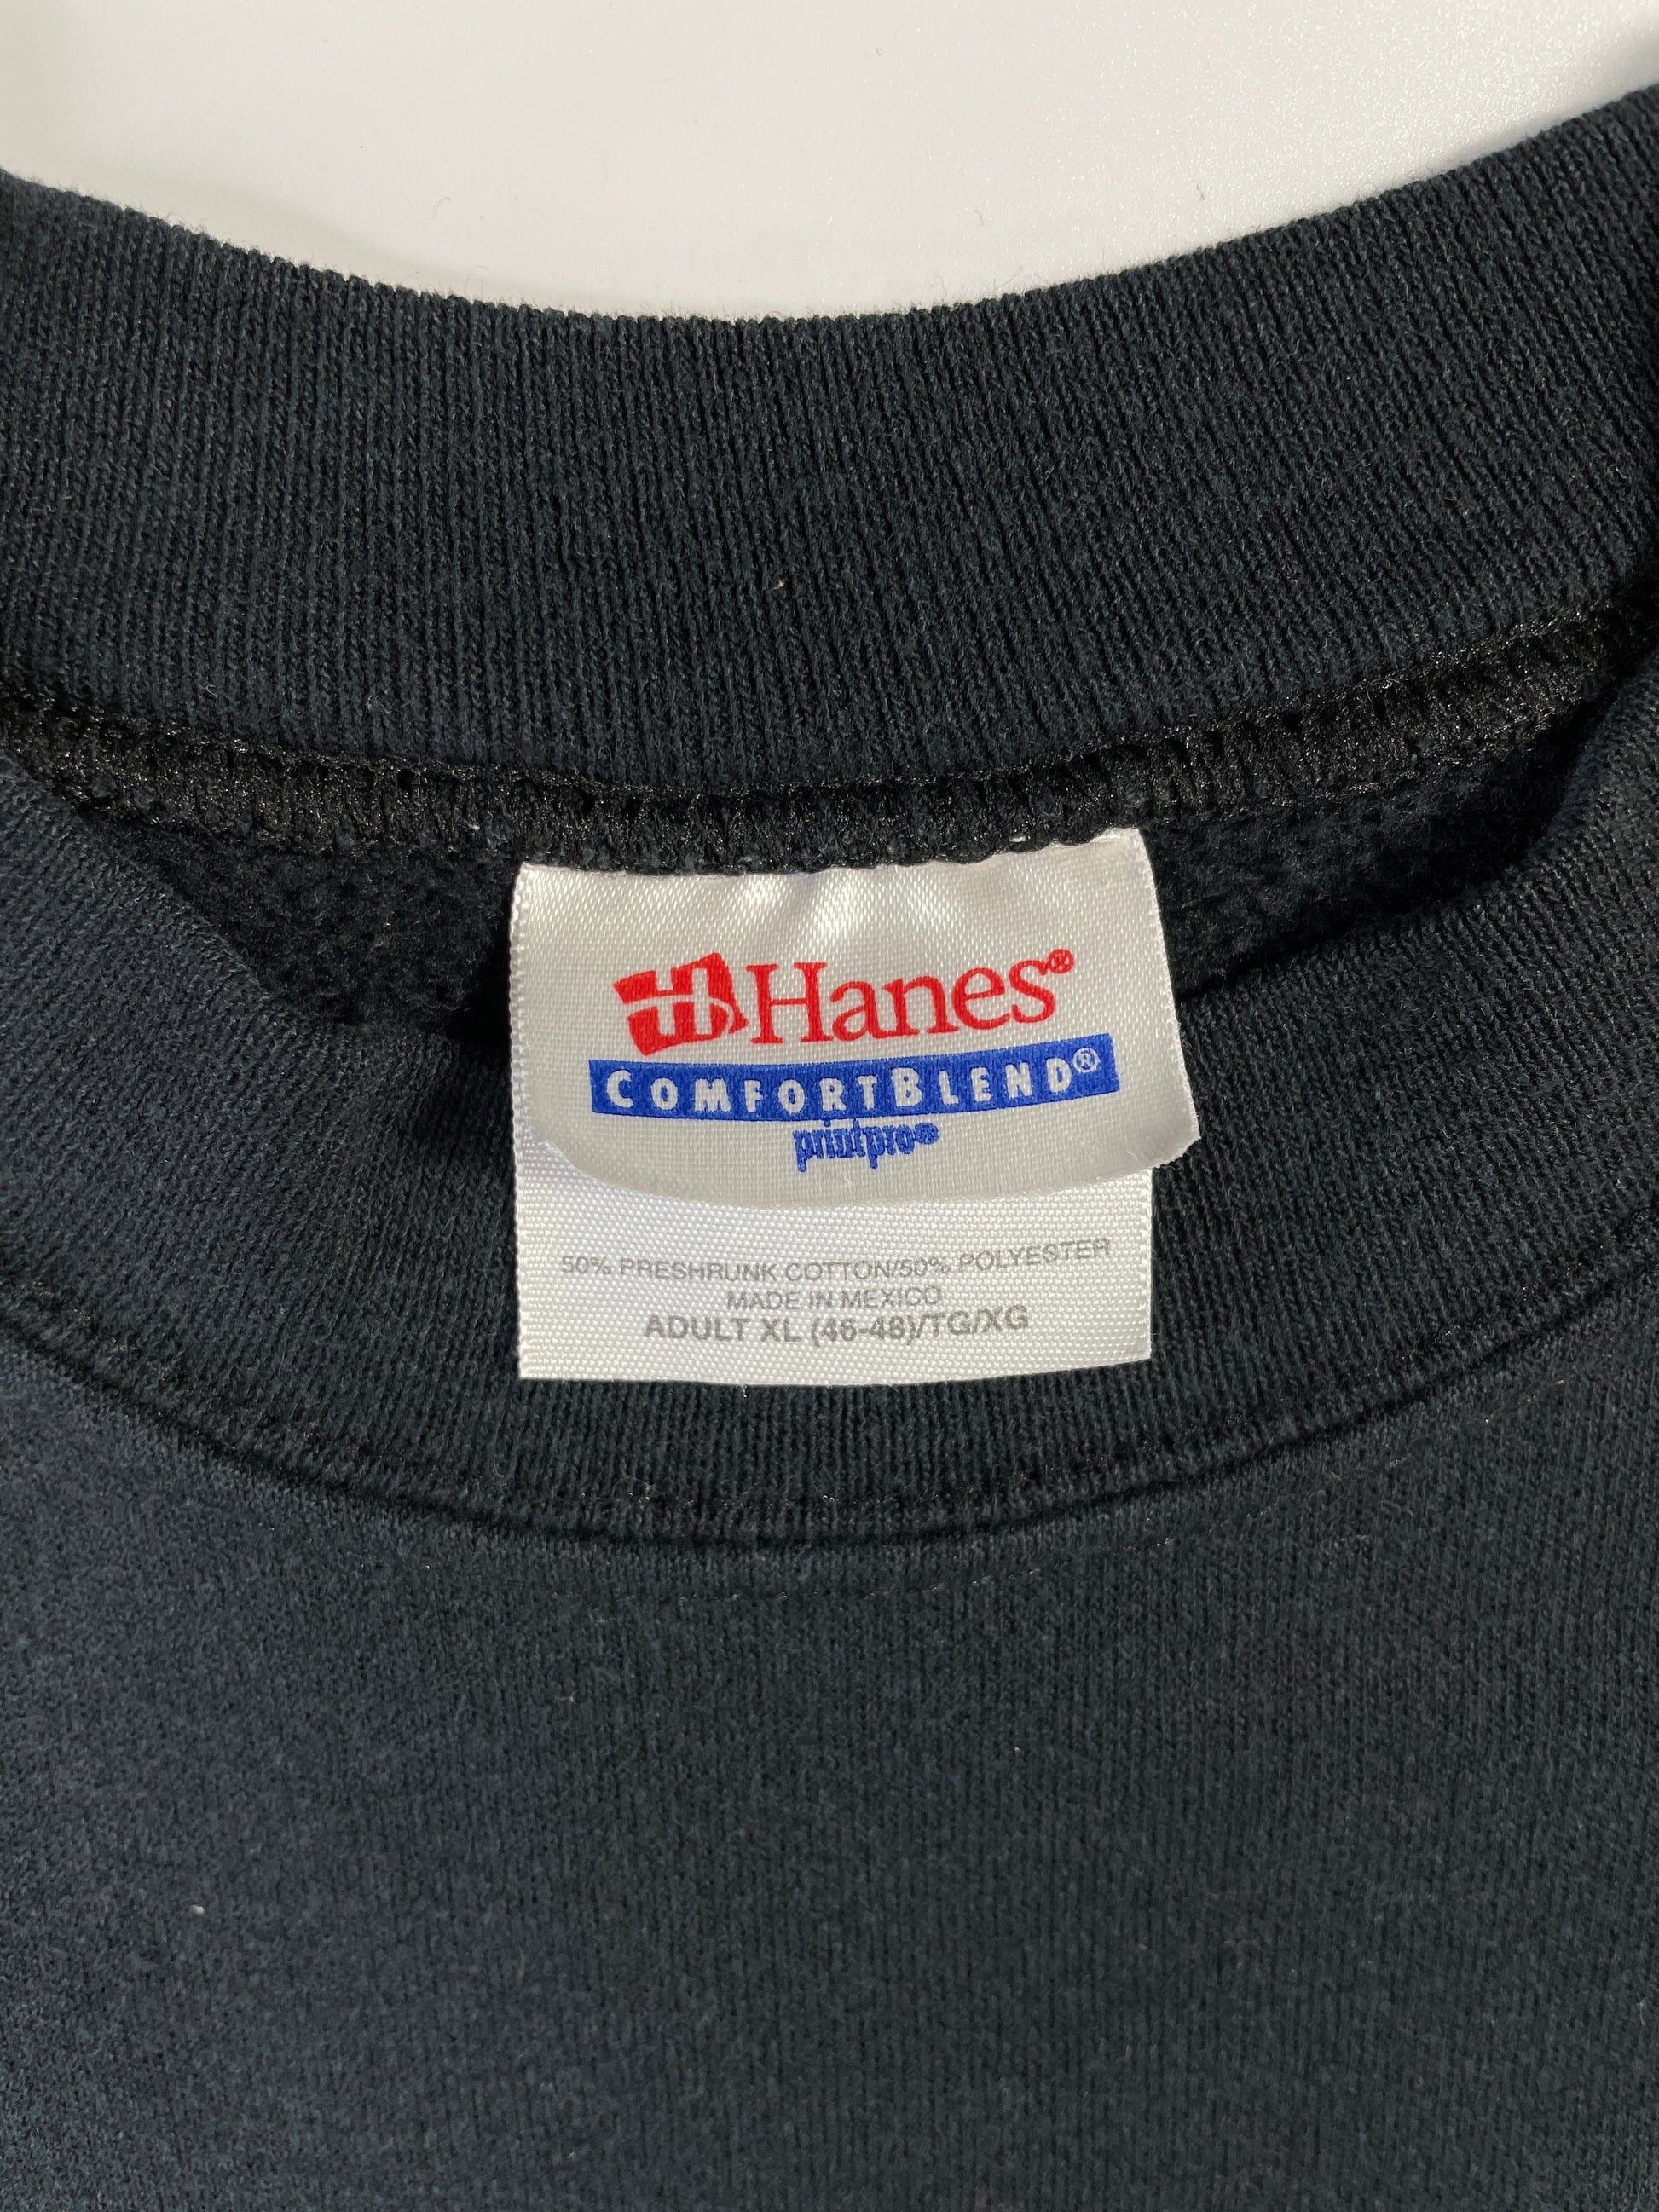 Hanes®
COMFORTBLEND®
printpro®
50% PRESHRUNK COTTON/50% POLYESTER
MADE IN MEXICO
ADULT XL (46-48)/TG/XG